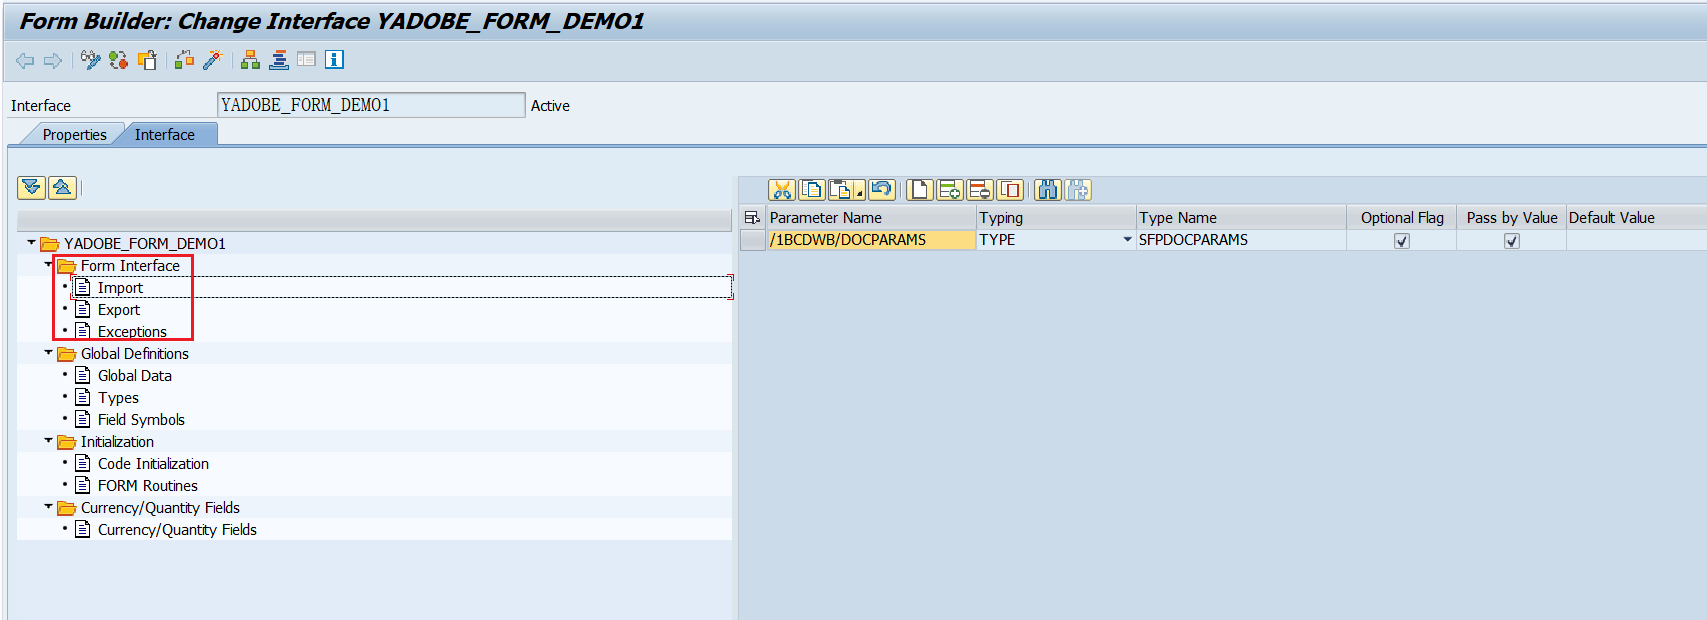 Form Builder: Change Interface YADOBE_FORM_DEMO1
Interface YADOBE_FORM_DEMO1 Active
Properties Interface
Parameter Name Typing Type Name Optional Flag Pass by Value Default Value
/1BCDWB/DOCPARAMS TYPE SFPDOCPARAMS
YADOBE_FORM_DEMO1
Form Interface
Import
Export
Exceptions
Global Definitions
Global Data
Types
Field Symbols
Initialization
Code Initialization
FORM Routines
Currency/Quantity Fields
Currency/Quantity Fields